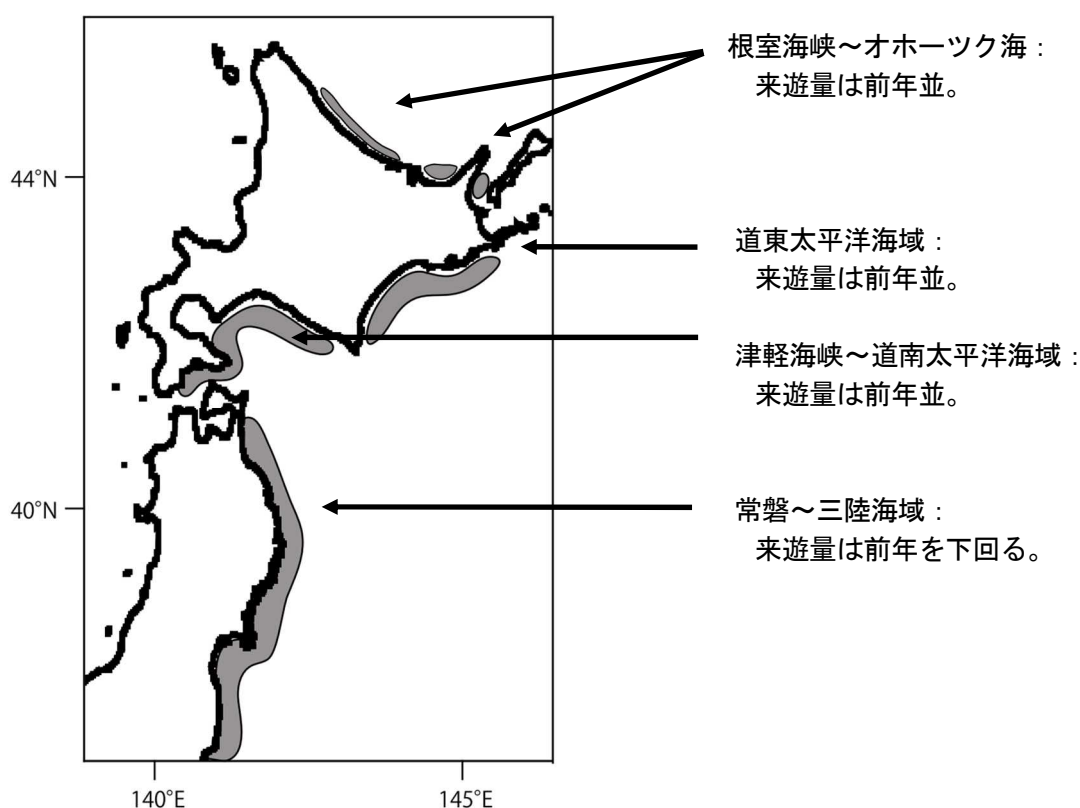 根室海峡～オホーツク海：
来遊量は前年並。
44°N
道東太平洋海域：
来遊量は前年並。
津軽海峡～道南太平洋海域：
来遊量は前年並。
40°N
常磐～三陸海域：
来遊量は前年を下回る。
140°E
145°E